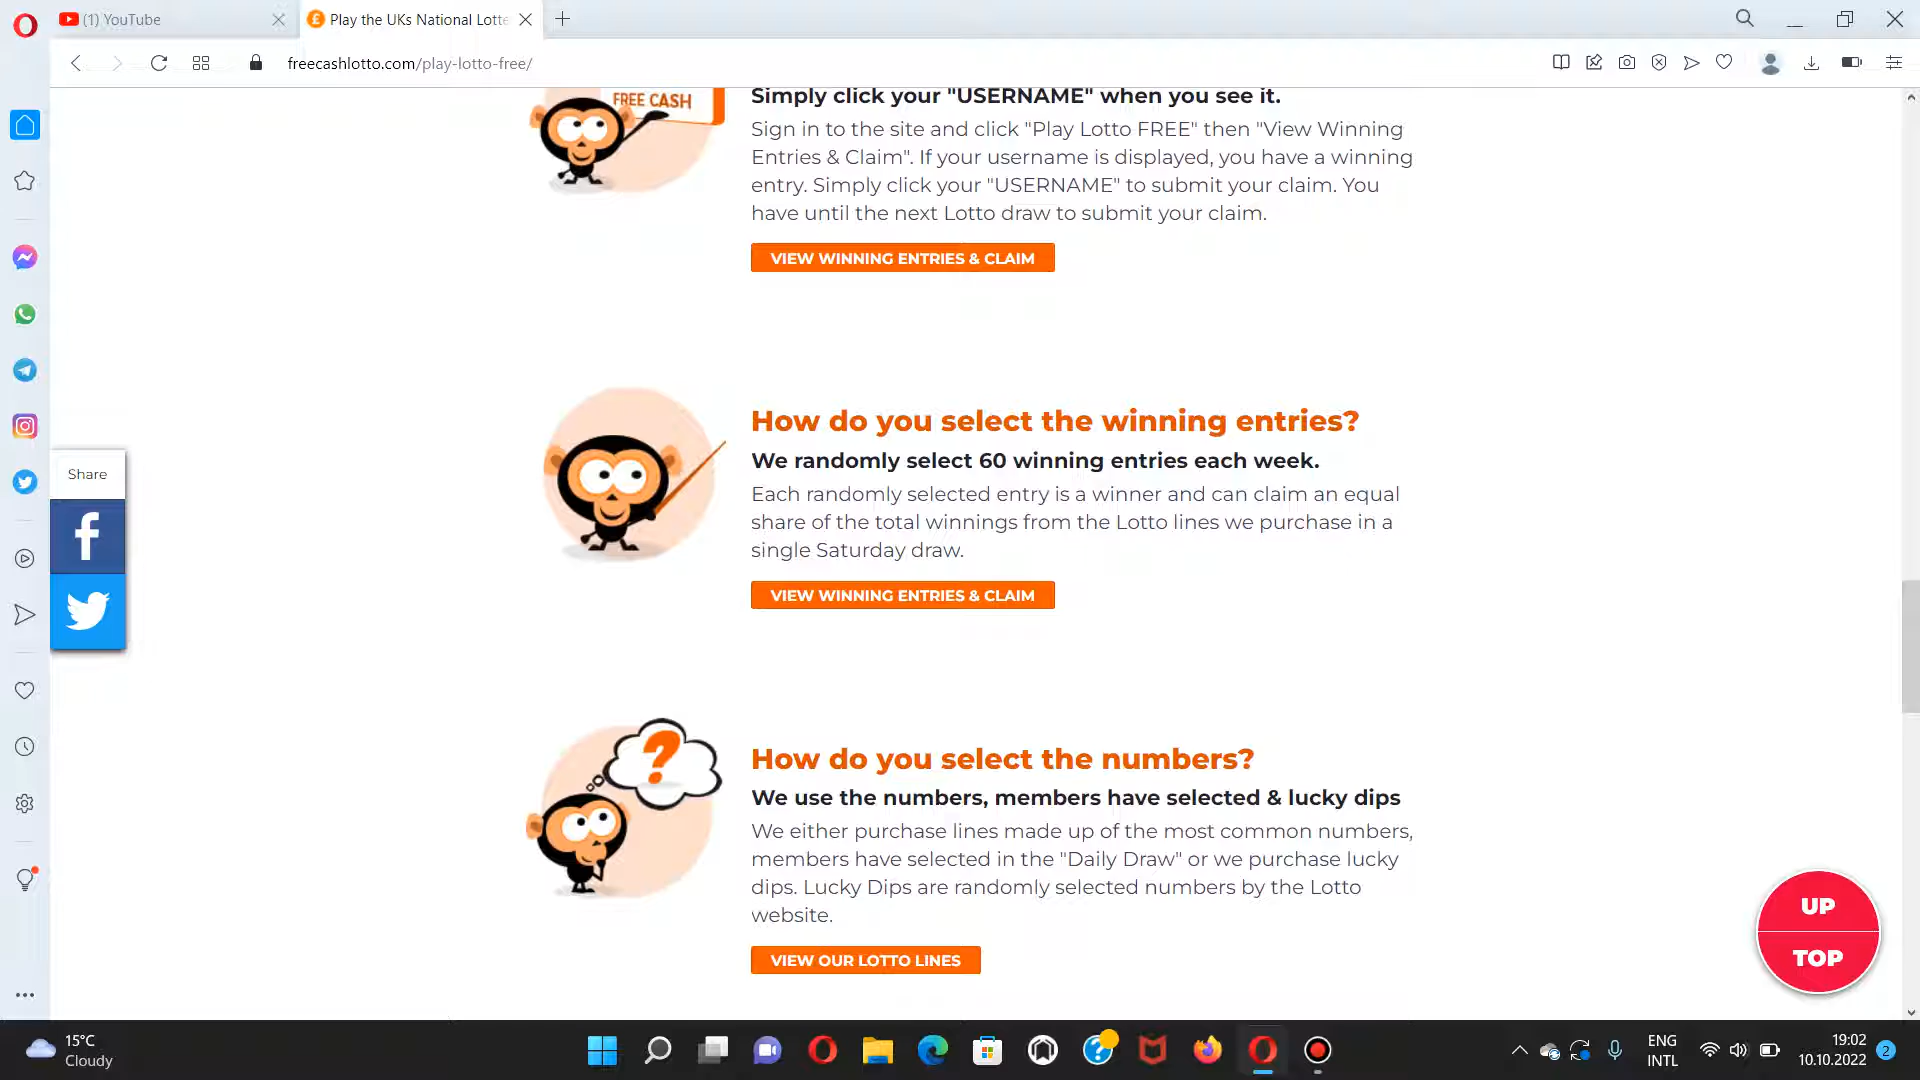 (1) YouTube
Play the UKs National Lotte
freecashlotto.com/play-lotto-free/
FREE CASH
Simply click your "USERNAME" when you see it.
Sign in to the site and click "Play Lotto FREE" then "View Winning
Entries & Claim". If your username is displayed, you have a winning
entry. Simply click your "USERNAME" to submit your claim. You
have until the next Lotto draw to submit your claim.
VIEW WINNING ENTRIES & CLAIM
How do you select the winning entries?
We randomly select 60 winning entries each week.
Each randomly selected entry is a winner and can claim an equal
share of the total winnings from the Lotto lines we purchase in a
single Saturday draw.
VIEW WINNING ENTRIES & CLAIM
Share
How do you select the numbers?
We use the numbers, members have selected & lucky dips
We either purchase lines made up of the most common numbers,
members have selected in the "Daily Draw" or we purchase lucky
dips. Lucky Dips are randomly selected numbers by the Lotto
website.
VIEW OUR LOTTO LINES
UP
TOP
15°C
Cloudy
ENG
INTL
19:02
10.10.2022
2